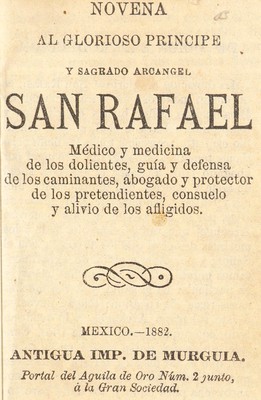 NOVENA
AL GLORIOSO PRINCIPE
Y SAGRADO ARCANGEL
SAN RAFAEL
Médico y medicina
de los dolientes, guía y defensa
de los caminantes, abogado y protector
de los pretendientes, consuelo
y alivio de los afligidos.
MEXICO.—1882.
ANTIGUA IMP. DE MURGUIA.
Portal del Aguila de Oro Núm. 2 junto,
á la Gran Sociedad.